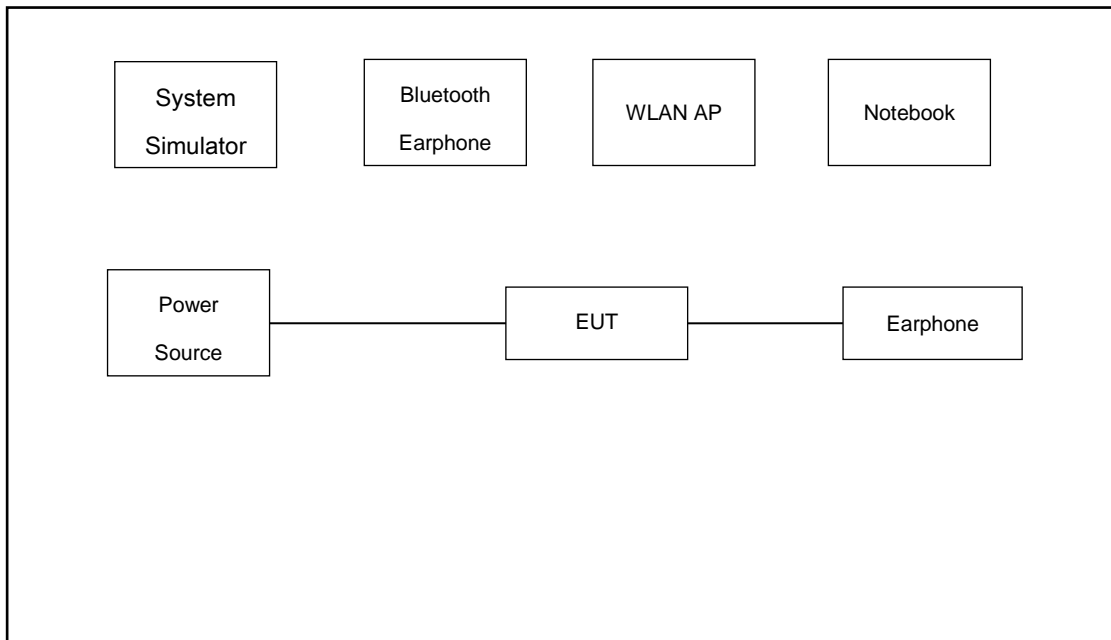 System
Simulator
Bluetooth
Earphone
WLAN AP
Notebook
Power
Source
EUT
Earphone